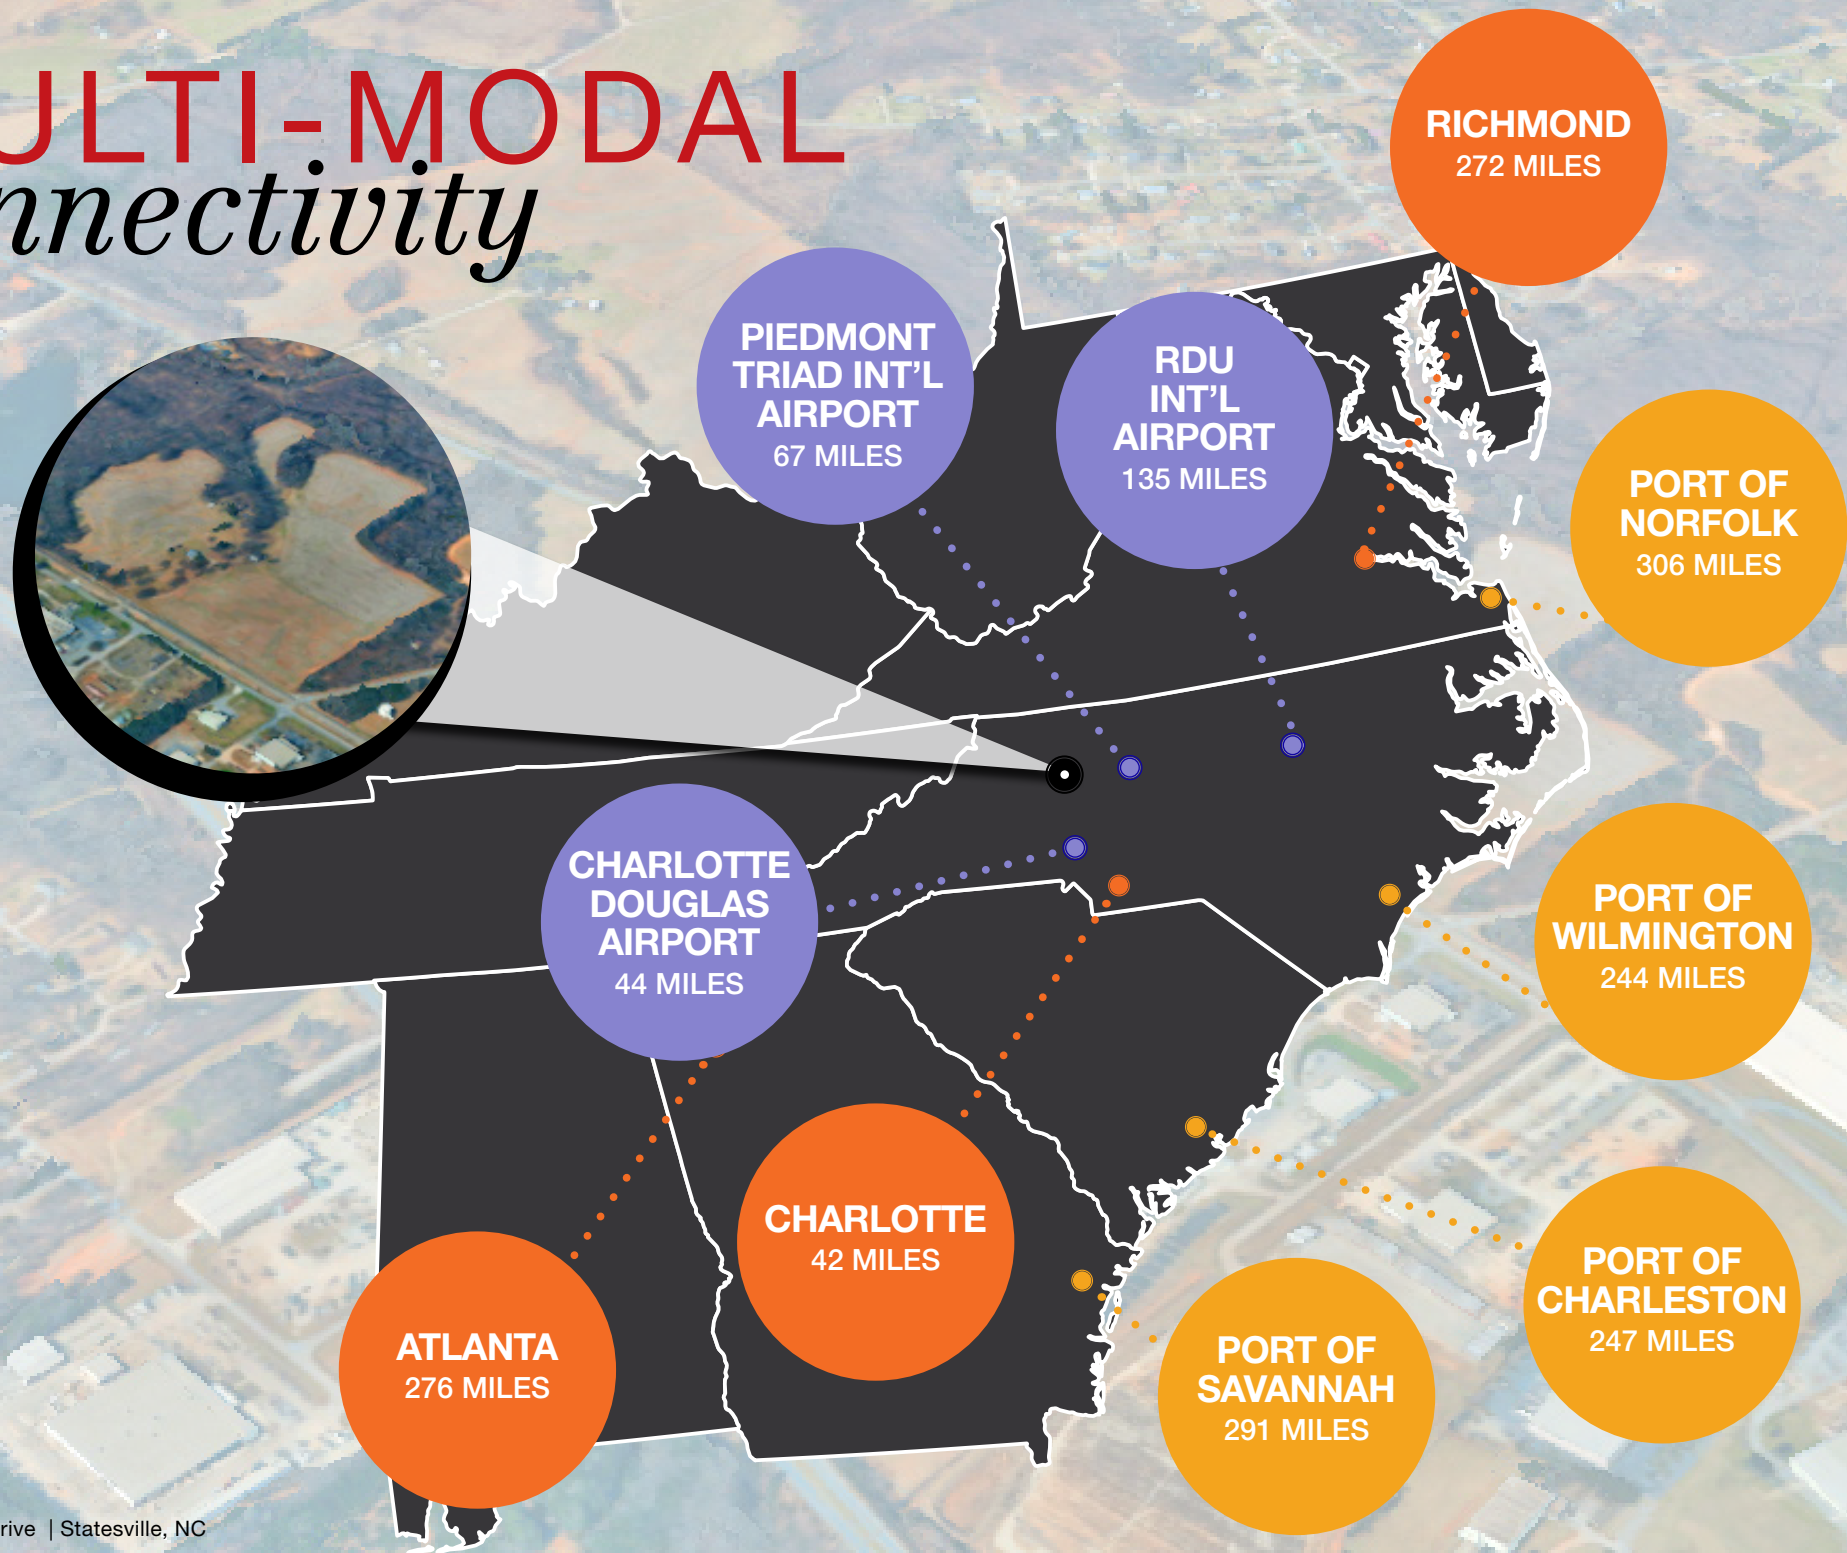 ULTI-MODAL
nnectivity
RICHMOND
272 MILES
PIEDMONT
TRIAD INT'L
AIRPORT
67 MILES
RDU
INT'L
AIRPORT
135 MILES
PORT OF
NORFOLK
306 MILES
CHARLOTTE
DOUGLAS
AIRPORT
44 MILES
PORT OF
WILMINGTON
244 MILES
CHARLOTTE
42 MILES
PORT OF
CHARLESTON
247 MILES
ATLANTA
276 MILES
PORT OF
SAVANNAH
291 MILES
rive | Statesville, NC